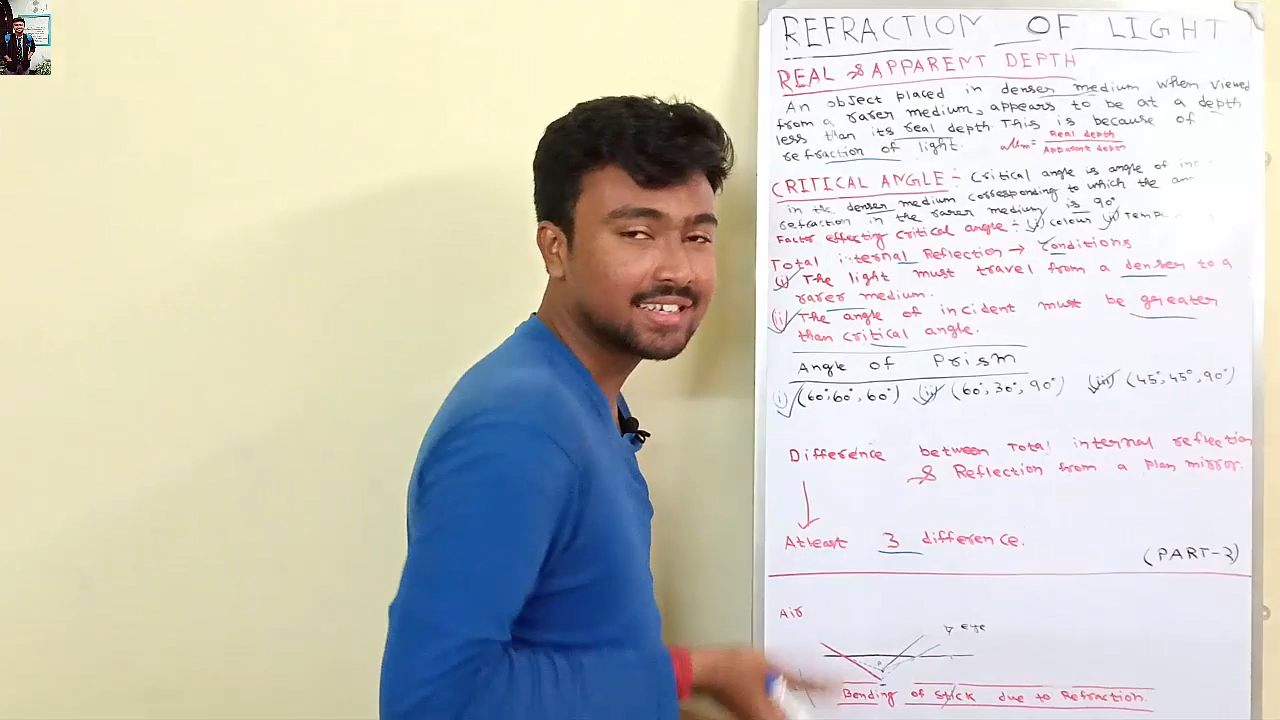 REFRACTION OF LIGHT
REAL & APPARENT DEPTH
An object placed in denser medium when viewed
from a rarer medium, appears to be at a depth
less than its real depth. This is because of
refraction of light. aμm = Real depth / Apparent depth
CRITICAL ANGLE :- Critical angle is angle of inc
in the denser medium corresponding to which the an
refraction in the rarer medium is 90°
Factor effecting critical angle :- i) colour ii) Temp
Total internal Reflection → Conditions
(i) The light must travel from a denser to a
rarer medium.
(ii) The angle of incident must be greater
than critical angle.
Angle of Prism
i) (60°,60°,60°) ii) (60°,30°,90°) iii) (45°,45°,90°)
Difference between Total internal reflection
& Reflection from a plan mirror.
Atleast 3 difference.
(PART-3)
Air
eye
Bending of stick due to Refraction.